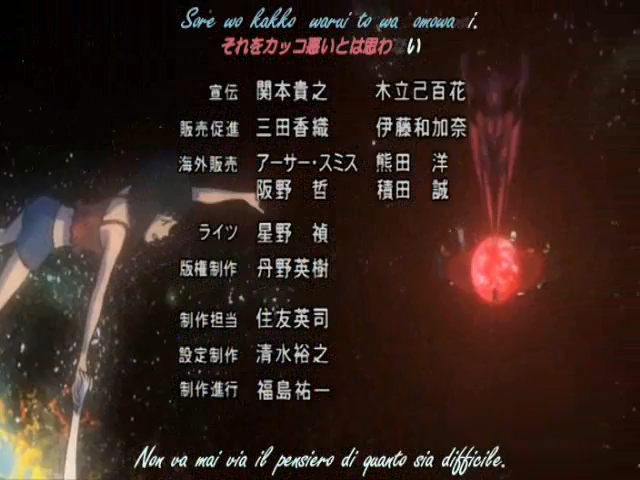 Sore wo kakko warui to wa omowa i.
それをカッコ悪いとは思わない
宣伝 関本貴之 木立己百花
販売促進 三田香織 伊藤和加奈
海外販売 アーサー・スミス 熊田 洋
阪野 哲 積田 誠
ライツ 星野 禎
版権制作 丹野英樹
制作担当 住友英司
設定制作 清水裕之
制作進行 福島祐一
Non va mai via il pensiero di quanto sia difficile.